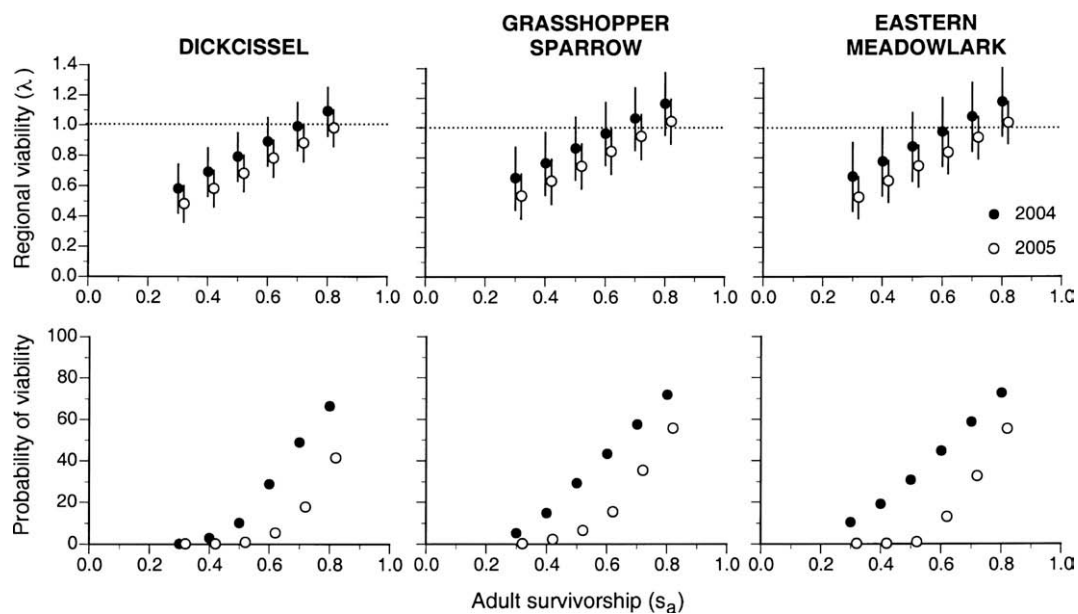 DICKCISSEL
GRASSHOPPER
SPARROW
EASTERN
MEADOWLARK
Regional viability (λ)
1.4
1.2
1.0
0.8
0.6
0.4
0.2
0.0
0.0 0.2 0.4 0.6 0.8 1.0
0.0 0.2 0.4 0.6 0.8 1.0
0.0 0.2 0.4 0.6 0.8 1.0
2004
2005
Probability of viability
100
80
60
40
20
0
0.0 0.2 0.4 0.6 0.8 1.0
0.0 0.2 0.4 0.6 0.8 1.0
0.0 0.2 0.4 0.6 0.8 1.0
Adult survivorship (sa)